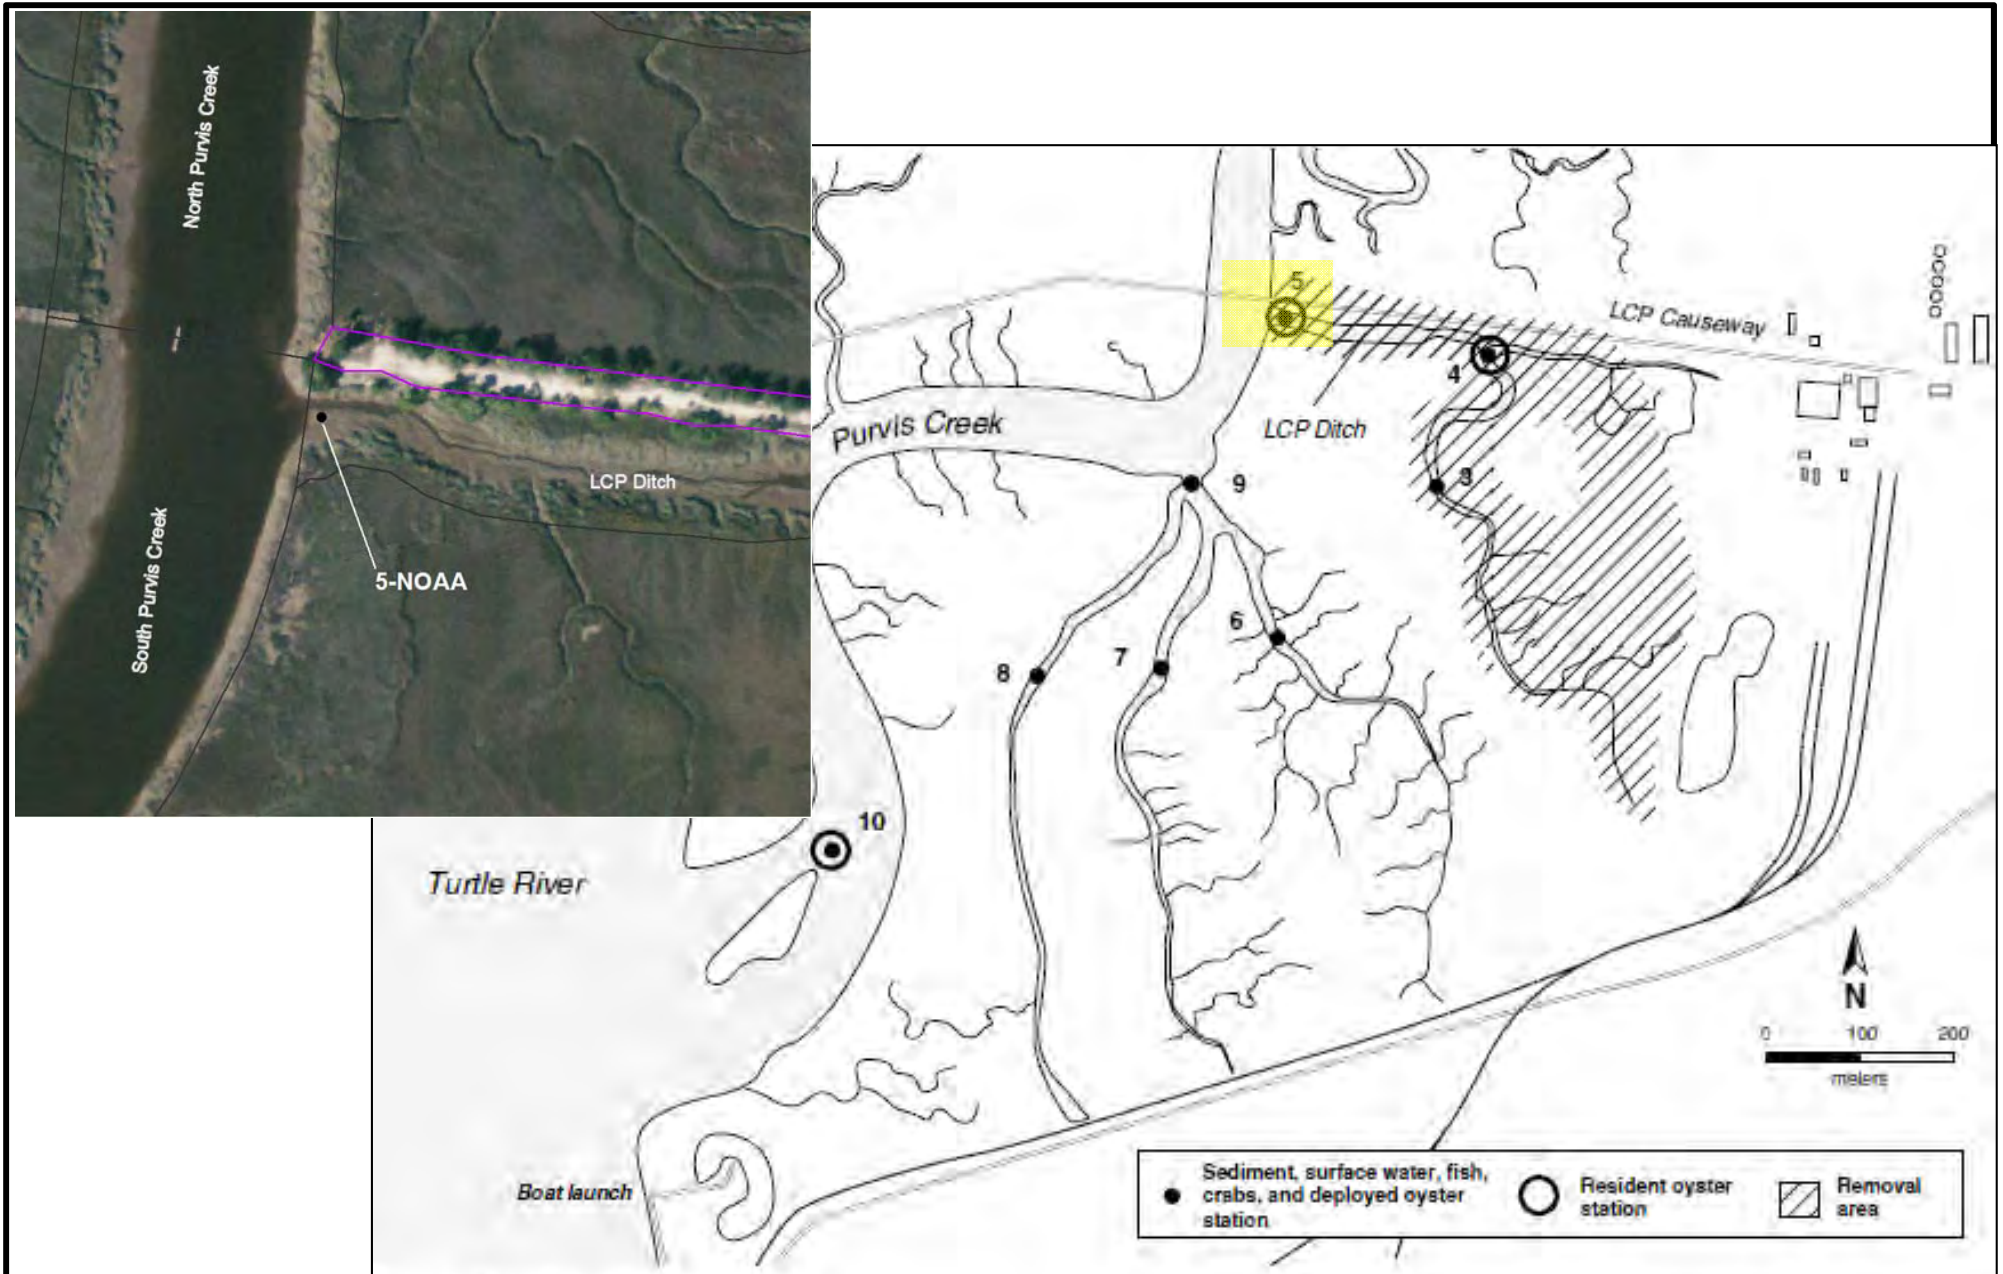 North Purvis Creek
South Purvis Creek
LCP Ditch
5-NOAA
5
LCP Causeway
4
LCP Ditch
Purvis Creek
3
9
6
7
8
10
Turtle River
N
0 100 200
meters
Boat launch
Sediment, surface water, fish,
crabs, and deployed oyster
station
Resident oyster
station
Removal
area